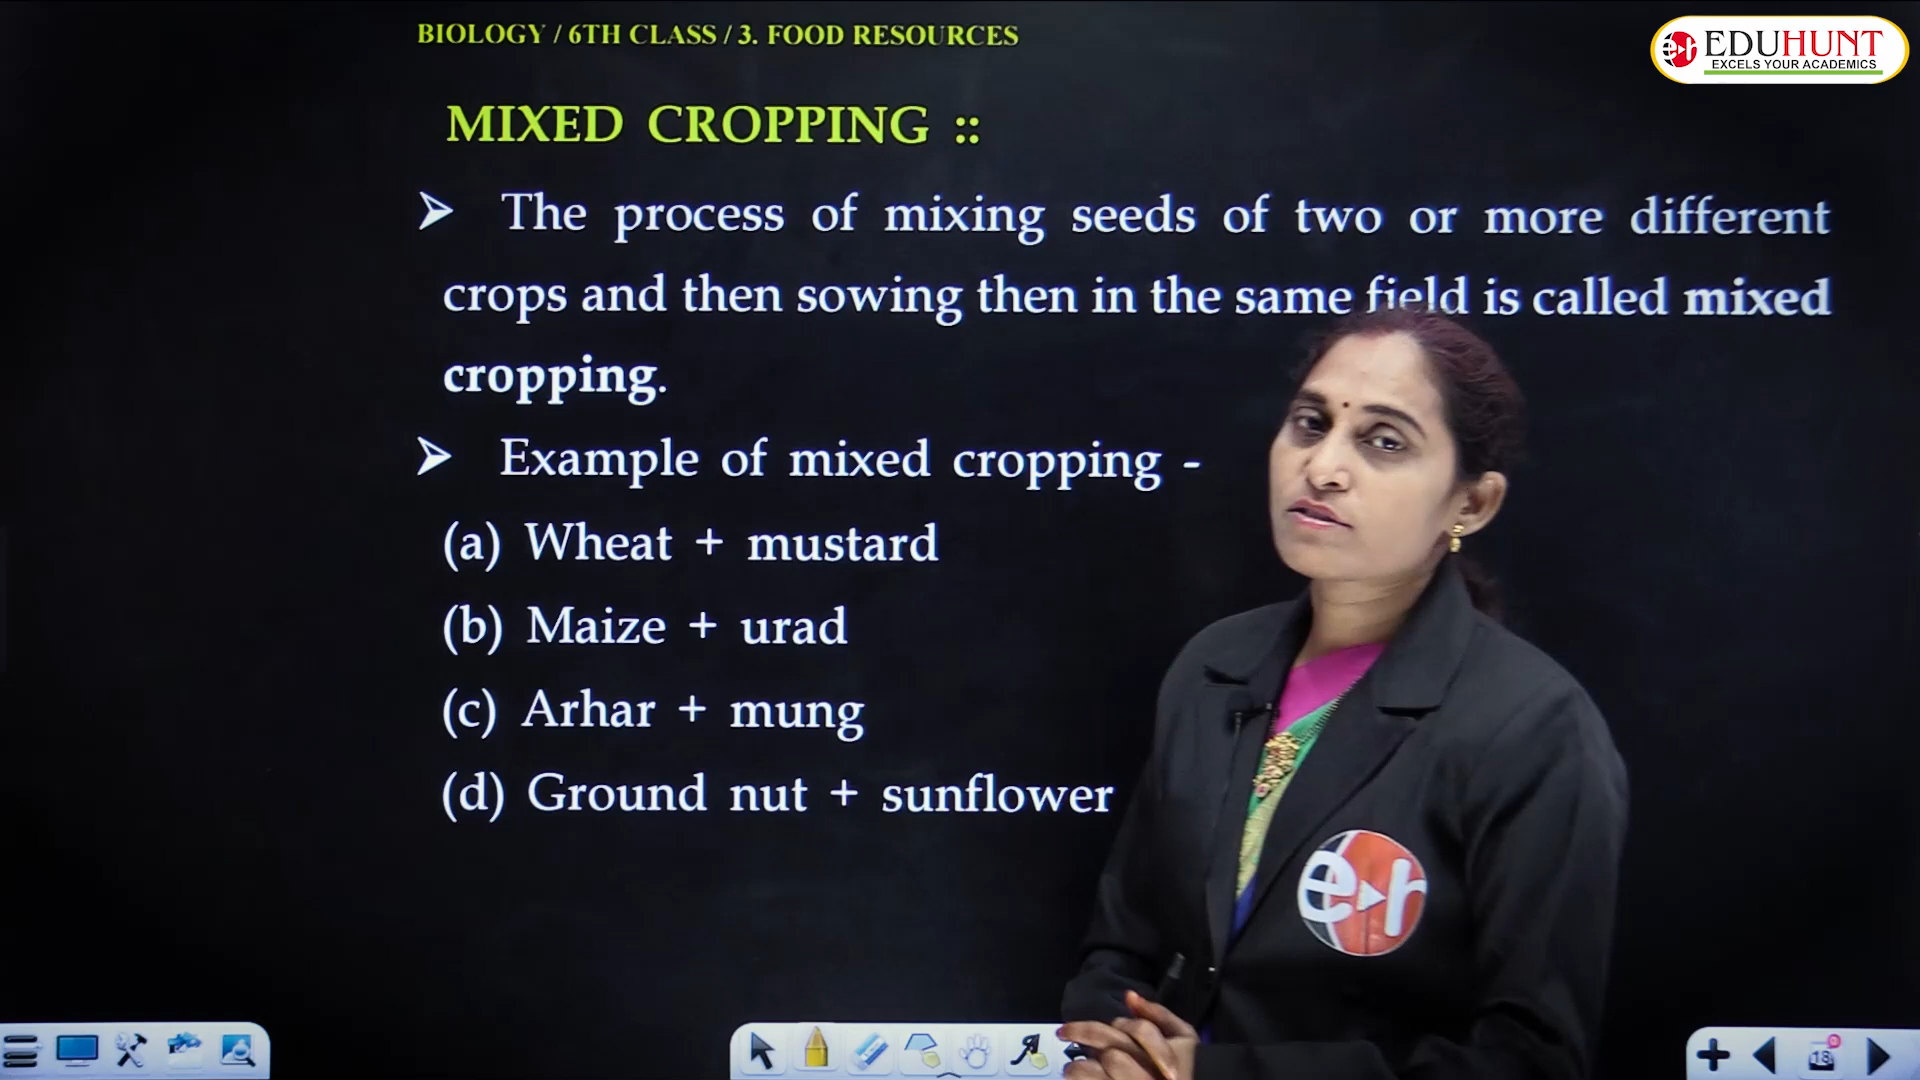 BIOLOGY / 6TH CLASS / 3. FOOD RESOURCES
EDUHUNT
EXCELS YOUR ACADEMICS
MIXED CROPPING ::
➤ The process of mixing seeds of two or more different
crops and then sowing then in the same field is called mixed
cropping.
➤ Example of mixed cropping -
(a) Wheat + mustard
(b) Maize + urad
(c) Arhar + mung
(d) Ground nut + sunflower
18